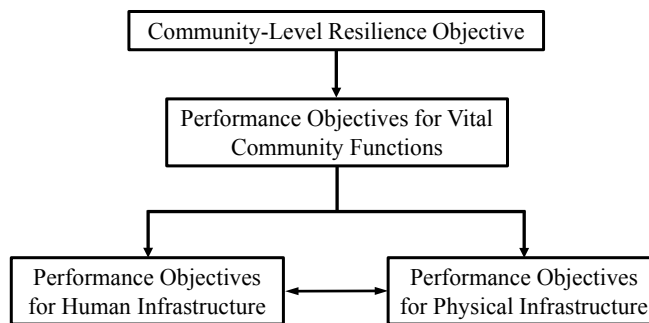 Community-Level Resilience Objective
Performance Objectives for Vital
Community Functions
Performance Objectives
for Human Infrastructure
Performance Objectives
for Physical Infrastructure